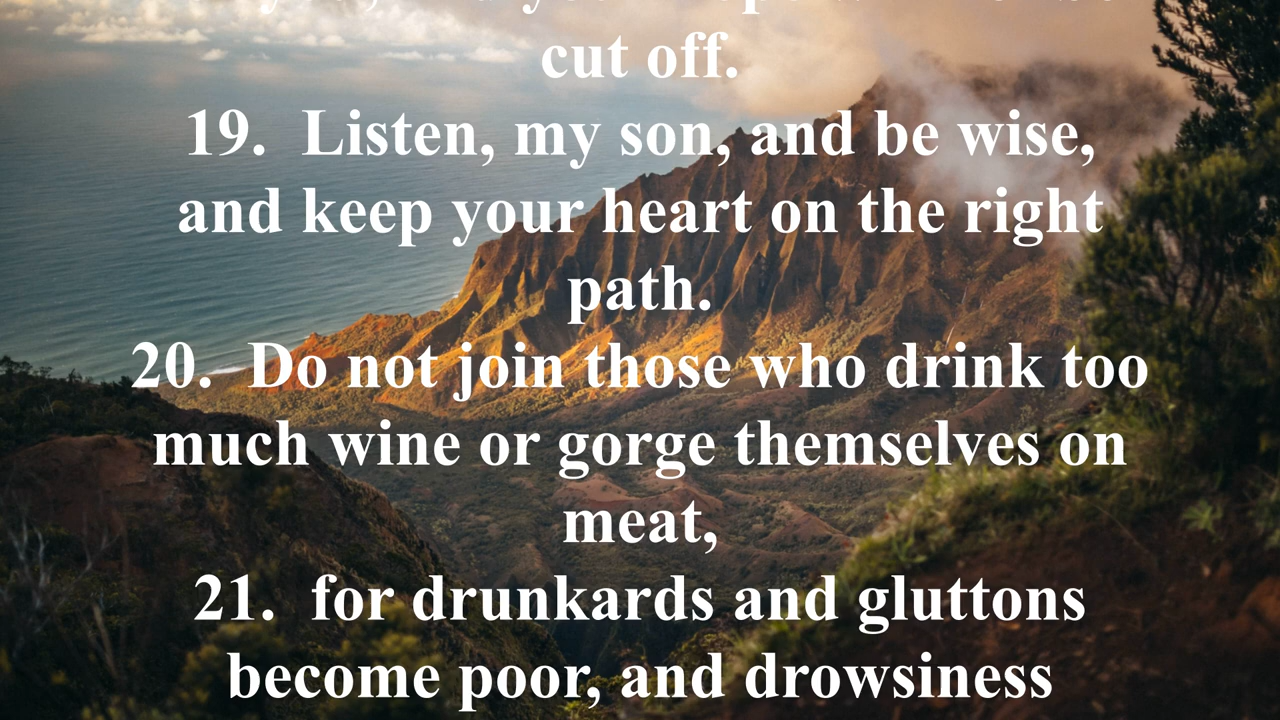 cut off.
19. Listen, my son, and be wise,
and keep your heart on the right
path.
20. Do not join those who drink too
much wine or gorge themselves on
meat,
21. for drunkards and gluttons
become poor, and drowsiness